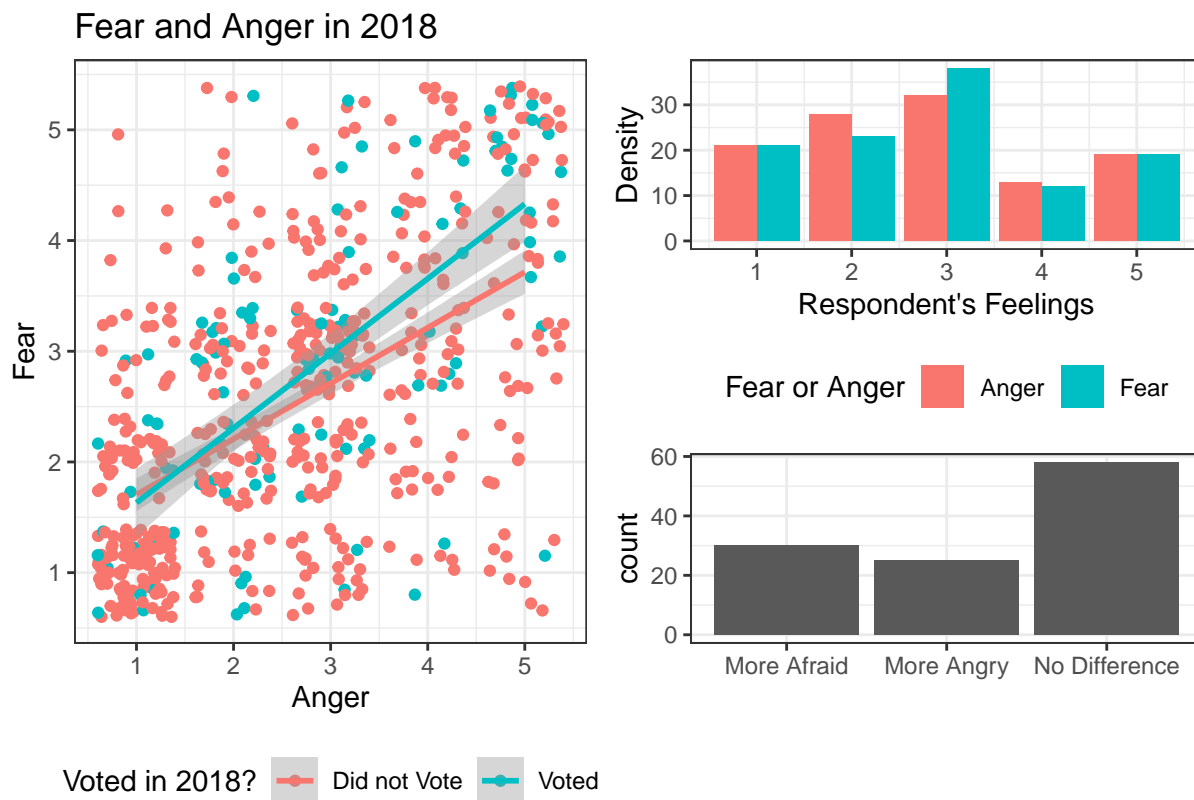 Fear and Anger in 2018
Fear
5
4
3
2
1
1 2 3 4 5
Anger
Voted in 2018? Did not Vote Voted
Density
30
20
10
0
1 2 3 4 5
Respondent's Feelings
Fear or Anger Anger Fear
count
60
40
20
0
More Afraid More Angry No Difference